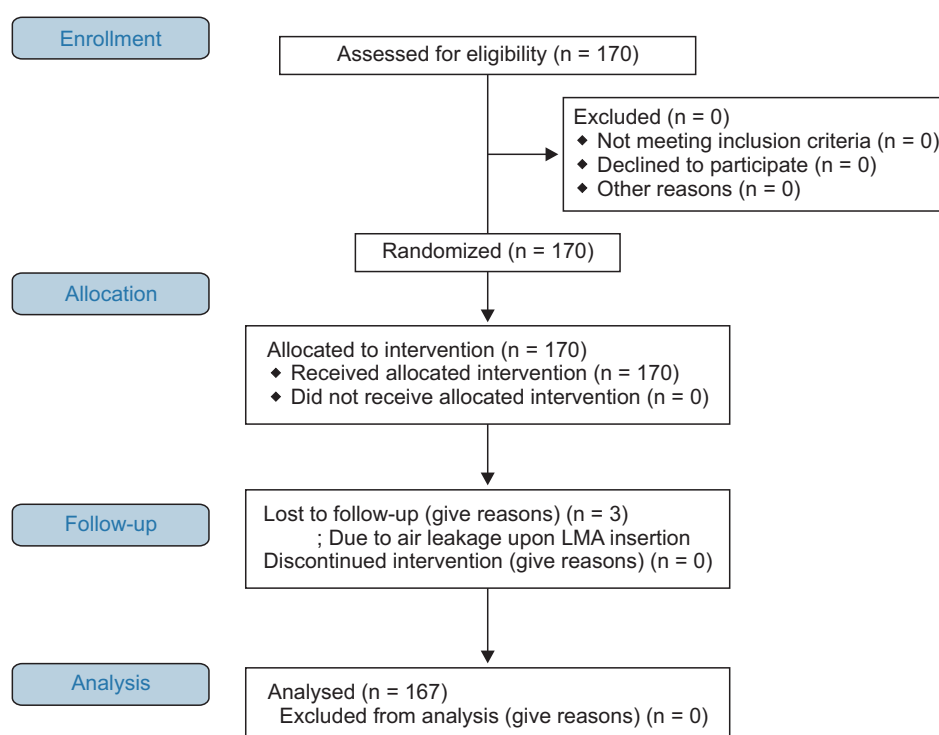 Enrollment
Assessed for eligibility (n = 170)
Excluded (n = 0)
◆ Not meeting inclusion criteria (n = 0)
◆ Declined to participate (n = 0)
◆ Other reasons (n = 0)
Randomized (n = 170)
Allocation
Allocated to intervention (n = 170)
◆ Received allocated intervention (n = 170)
◆ Did not receive allocated intervention (n = 0)
Follow-up
Lost to follow-up (give reasons) (n = 3)
; Due to air leakage upon LMA insertion
Discontinued intervention (give reasons) (n = 0)
Analysis
Analysed (n = 167)
Excluded from analysis (give reasons) (n = 0)